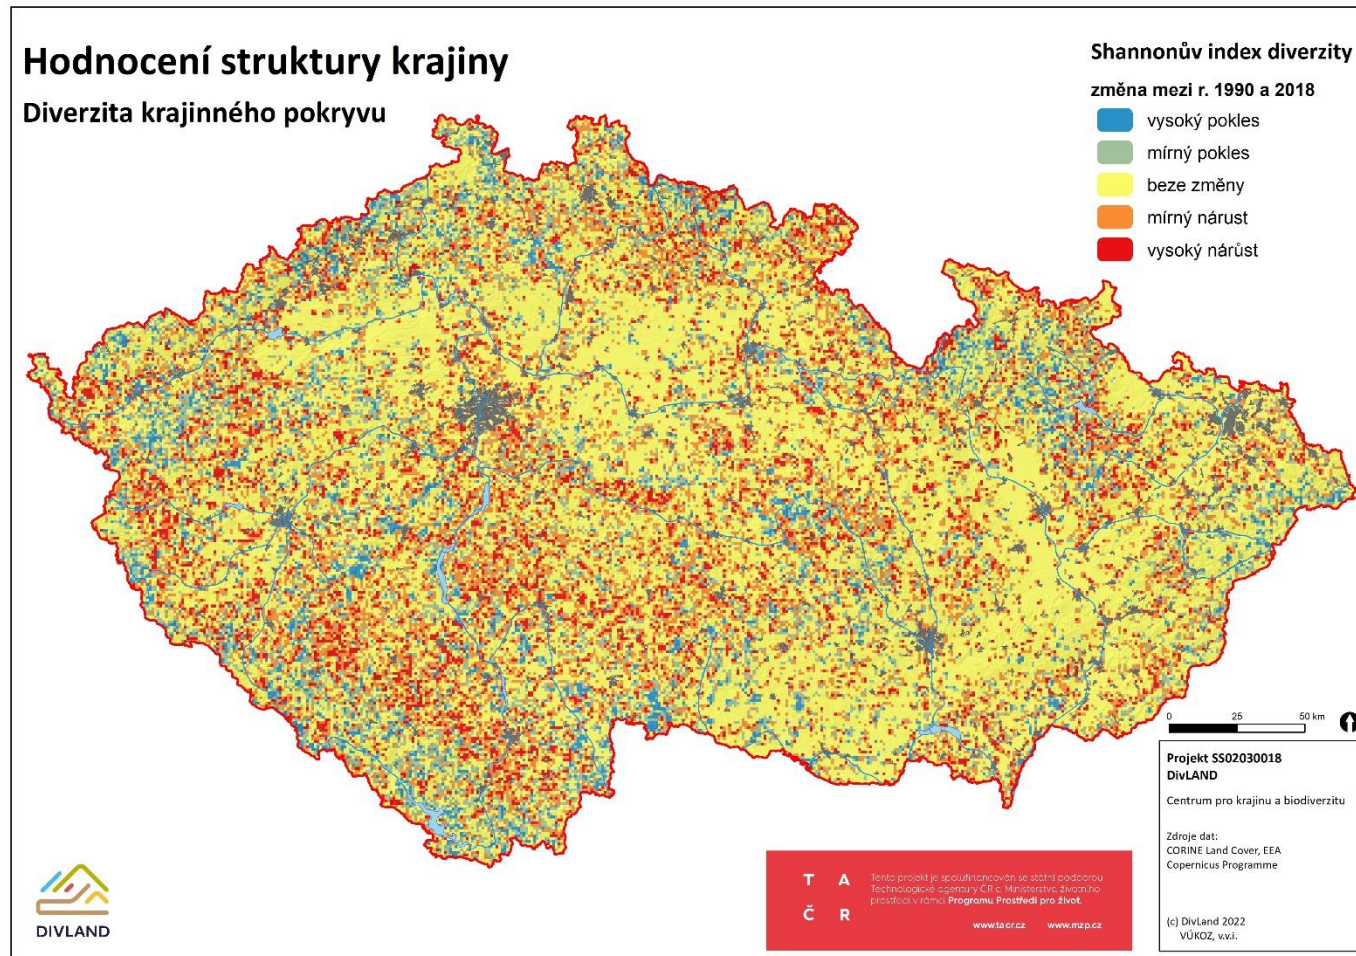 Hodnocení struktury krajiny
Diverzita krajinného pokryvu
Shannonův index diverzity
změna mezi r. 1990 a 2018
vysoký pokles
mírný pokles
beze změny
mírný nárust
vysoký nárůst
0 25 50 km
Projekt SS02030018
DivLAND
Centrum pro krajinu a biodiverzitu
Zdroje dat:
CORINE Land Cover, EEA
Copernicus Programme
(c) DivLand 2022
VÚKOZ, v.v.i.
T A
Č R
Tento projekt je spolufinancován se státní podporou
Technologické agentury ČR a Ministerstva životního
prostředí v rámci Programu Prostředí pro život.
www.tacr.cz www.mzp.cz
DIVLAND